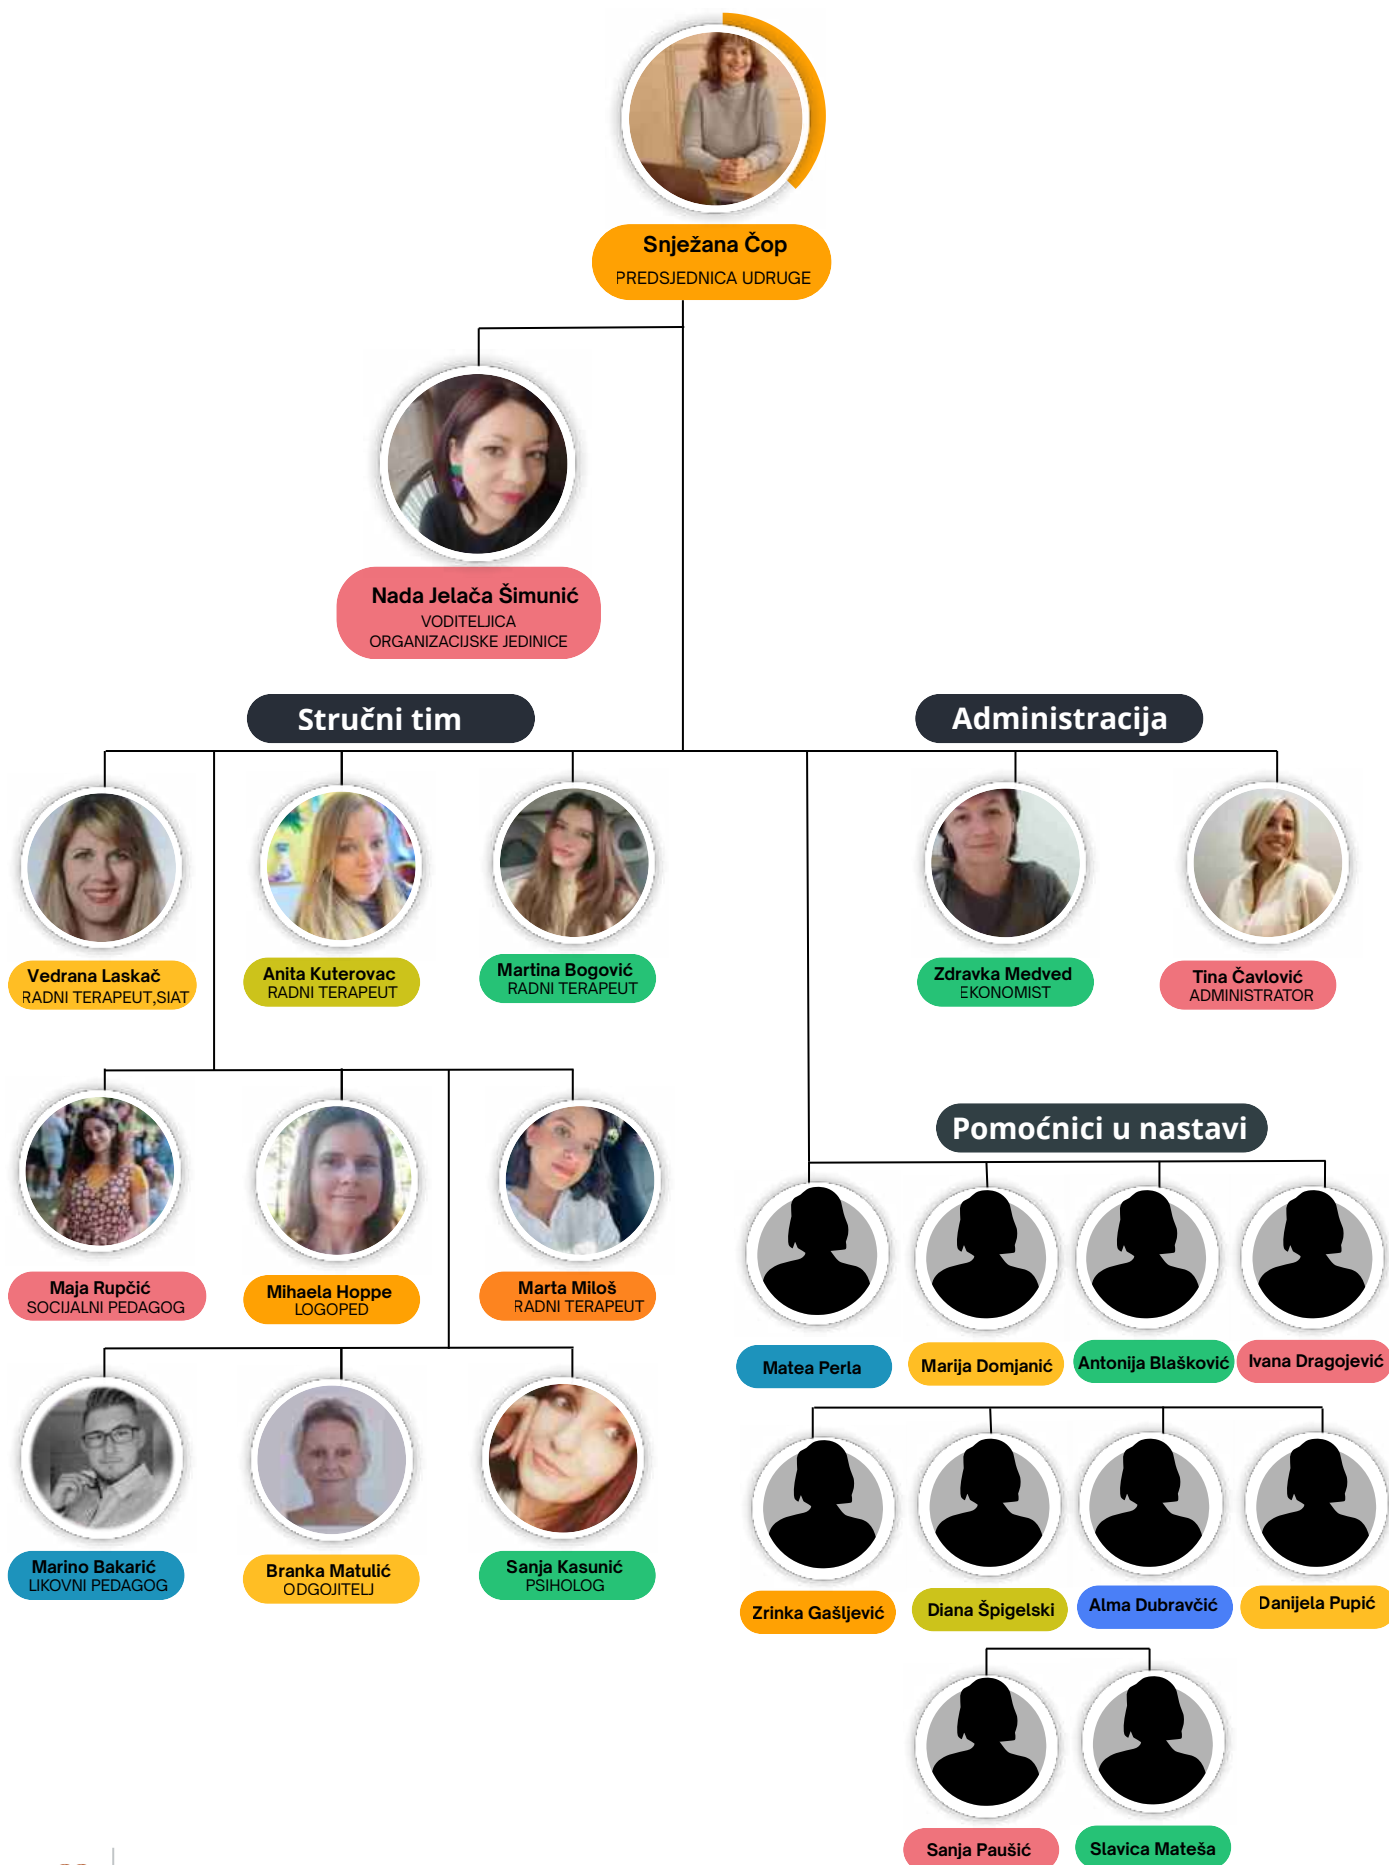 Snježana Čop
PREDSJEDNICA UDRUGE
Nada Jelača Šimunić
VODITELJICA
ORGANIZACIJSKE JEDINICE
Stručni tim
Administracija
Vedrana Laskač
RADNI TERAPEUT,SIAT
Anita Kuterovac
RADNI TERAPEUT
Martina Bogović
RADNI TERAPEUT
Zdravka Medved
EKONOMIST
Tina Čavlović
ADMINISTRATOR
Maja Rupčić
SOCIJALNI PEDAGOG
Mihaela Hoppe
LOGOPED
Marta Miloš
RADNI TERAPEUT
Pomoćnici u nastavi
Matea Perla
Marija Domjanić
Antonija Blašković
Ivana Dragojević
Marino Bakarić
LIKOVNI PEDAGOG
Branka Matulić
ODGOJITELJ
Sanja Kasunić
PSIHOLOG
Zrinka Gašljević
Diana Špigelski
Alma Dubravčić
Danijela Pupić
Sanja Paušić
Slavica Mateša